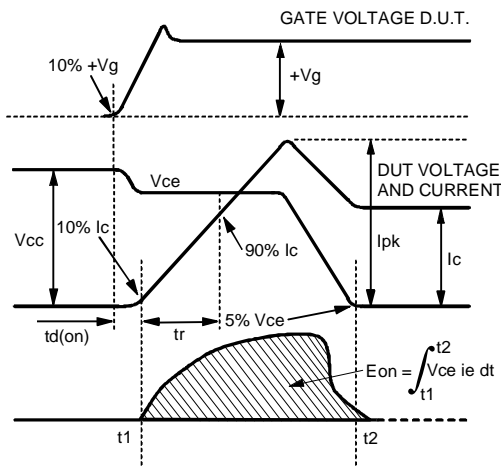 GATE VOLTAGE D.U.T.
10% +Vg
+Vg
Vce
DUT VOLTAGE
AND CURRENT
Vcc
10% Ic
90% Ic
Ipk
Ic
td(on)
tr
5% Vce
Eon = ∫ Vce ie dt
t2
t1
t1
t2